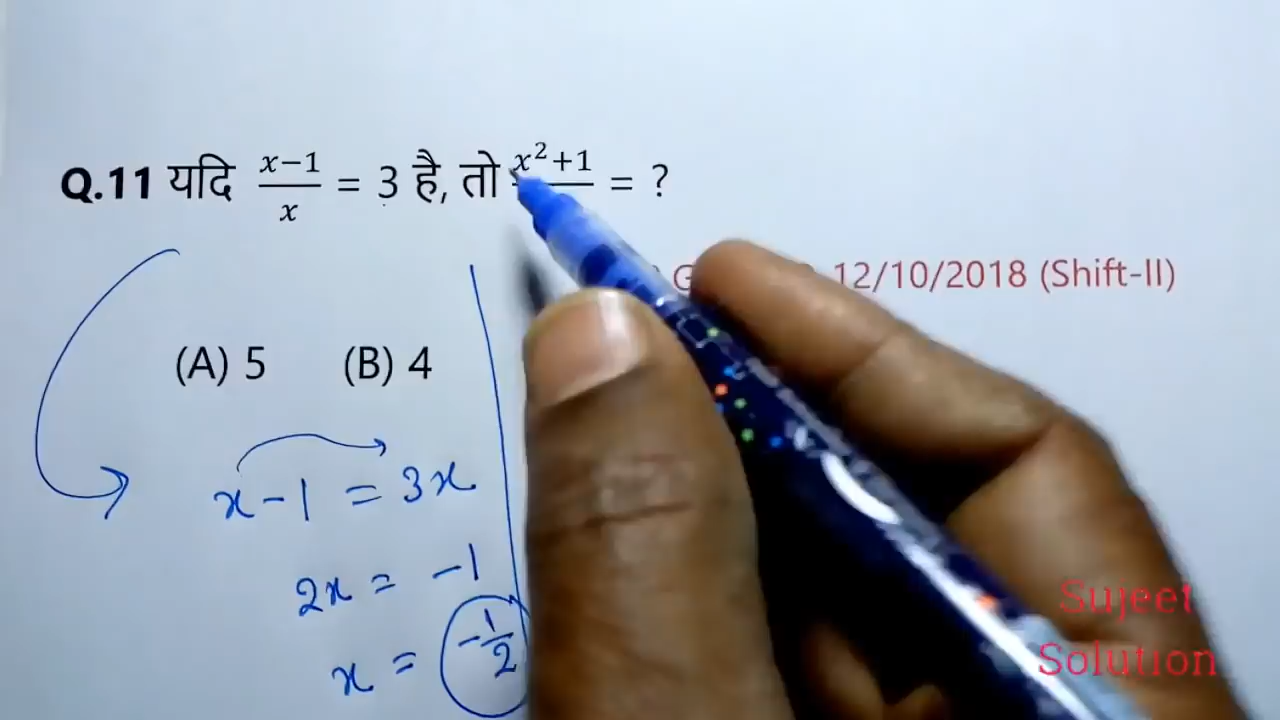 Q.11 यदि x−1/x = 3 है, तो x²+1 = ?
12/10/2018 (Shift-II)
(A) 5 (B) 4
x-1 = 3x
2x = -1
x = -1/2
Sujeet
Solution